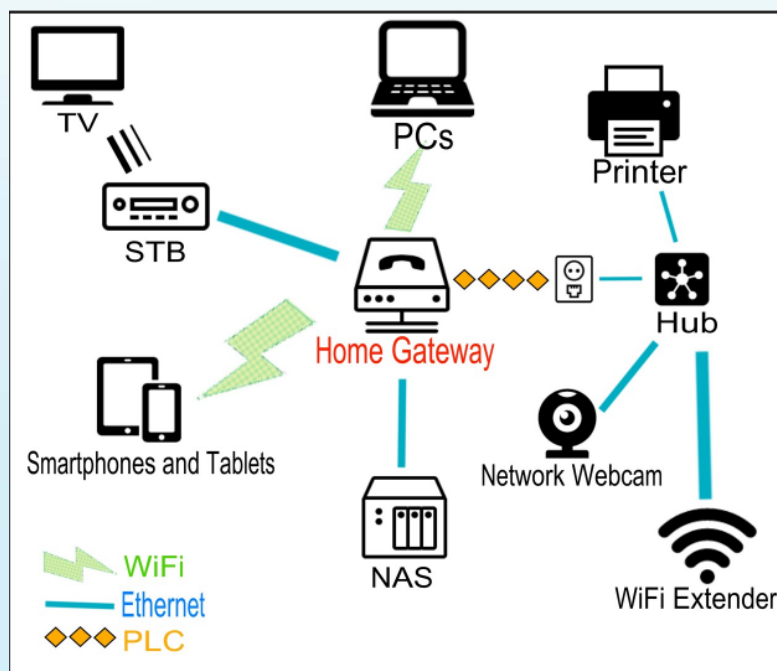 TV
PCs
Printer
STB
Home Gateway
Hub
Smartphones and Tablets
Network Webcam
NAS
WiFi Extender
WiFi
Ethernet
PLC